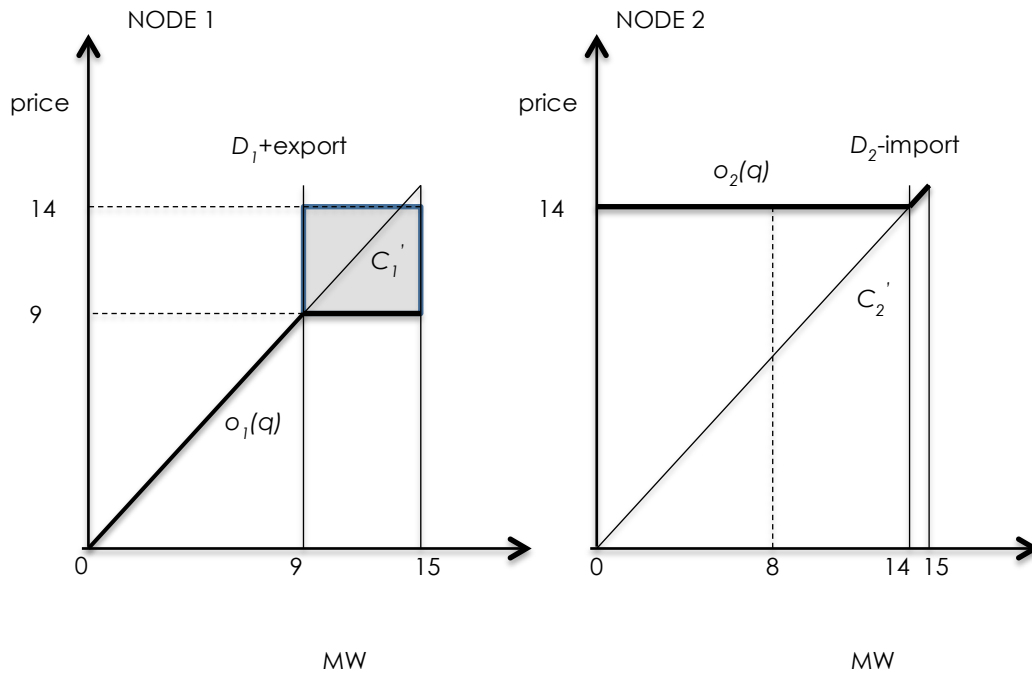 NODE 1
price
D1+export
14
C1'
9
o1(q)
0
9
15
MW
NODE 2
price
D2-import
o2(q)
14
C2'
0
8
14
15
MW